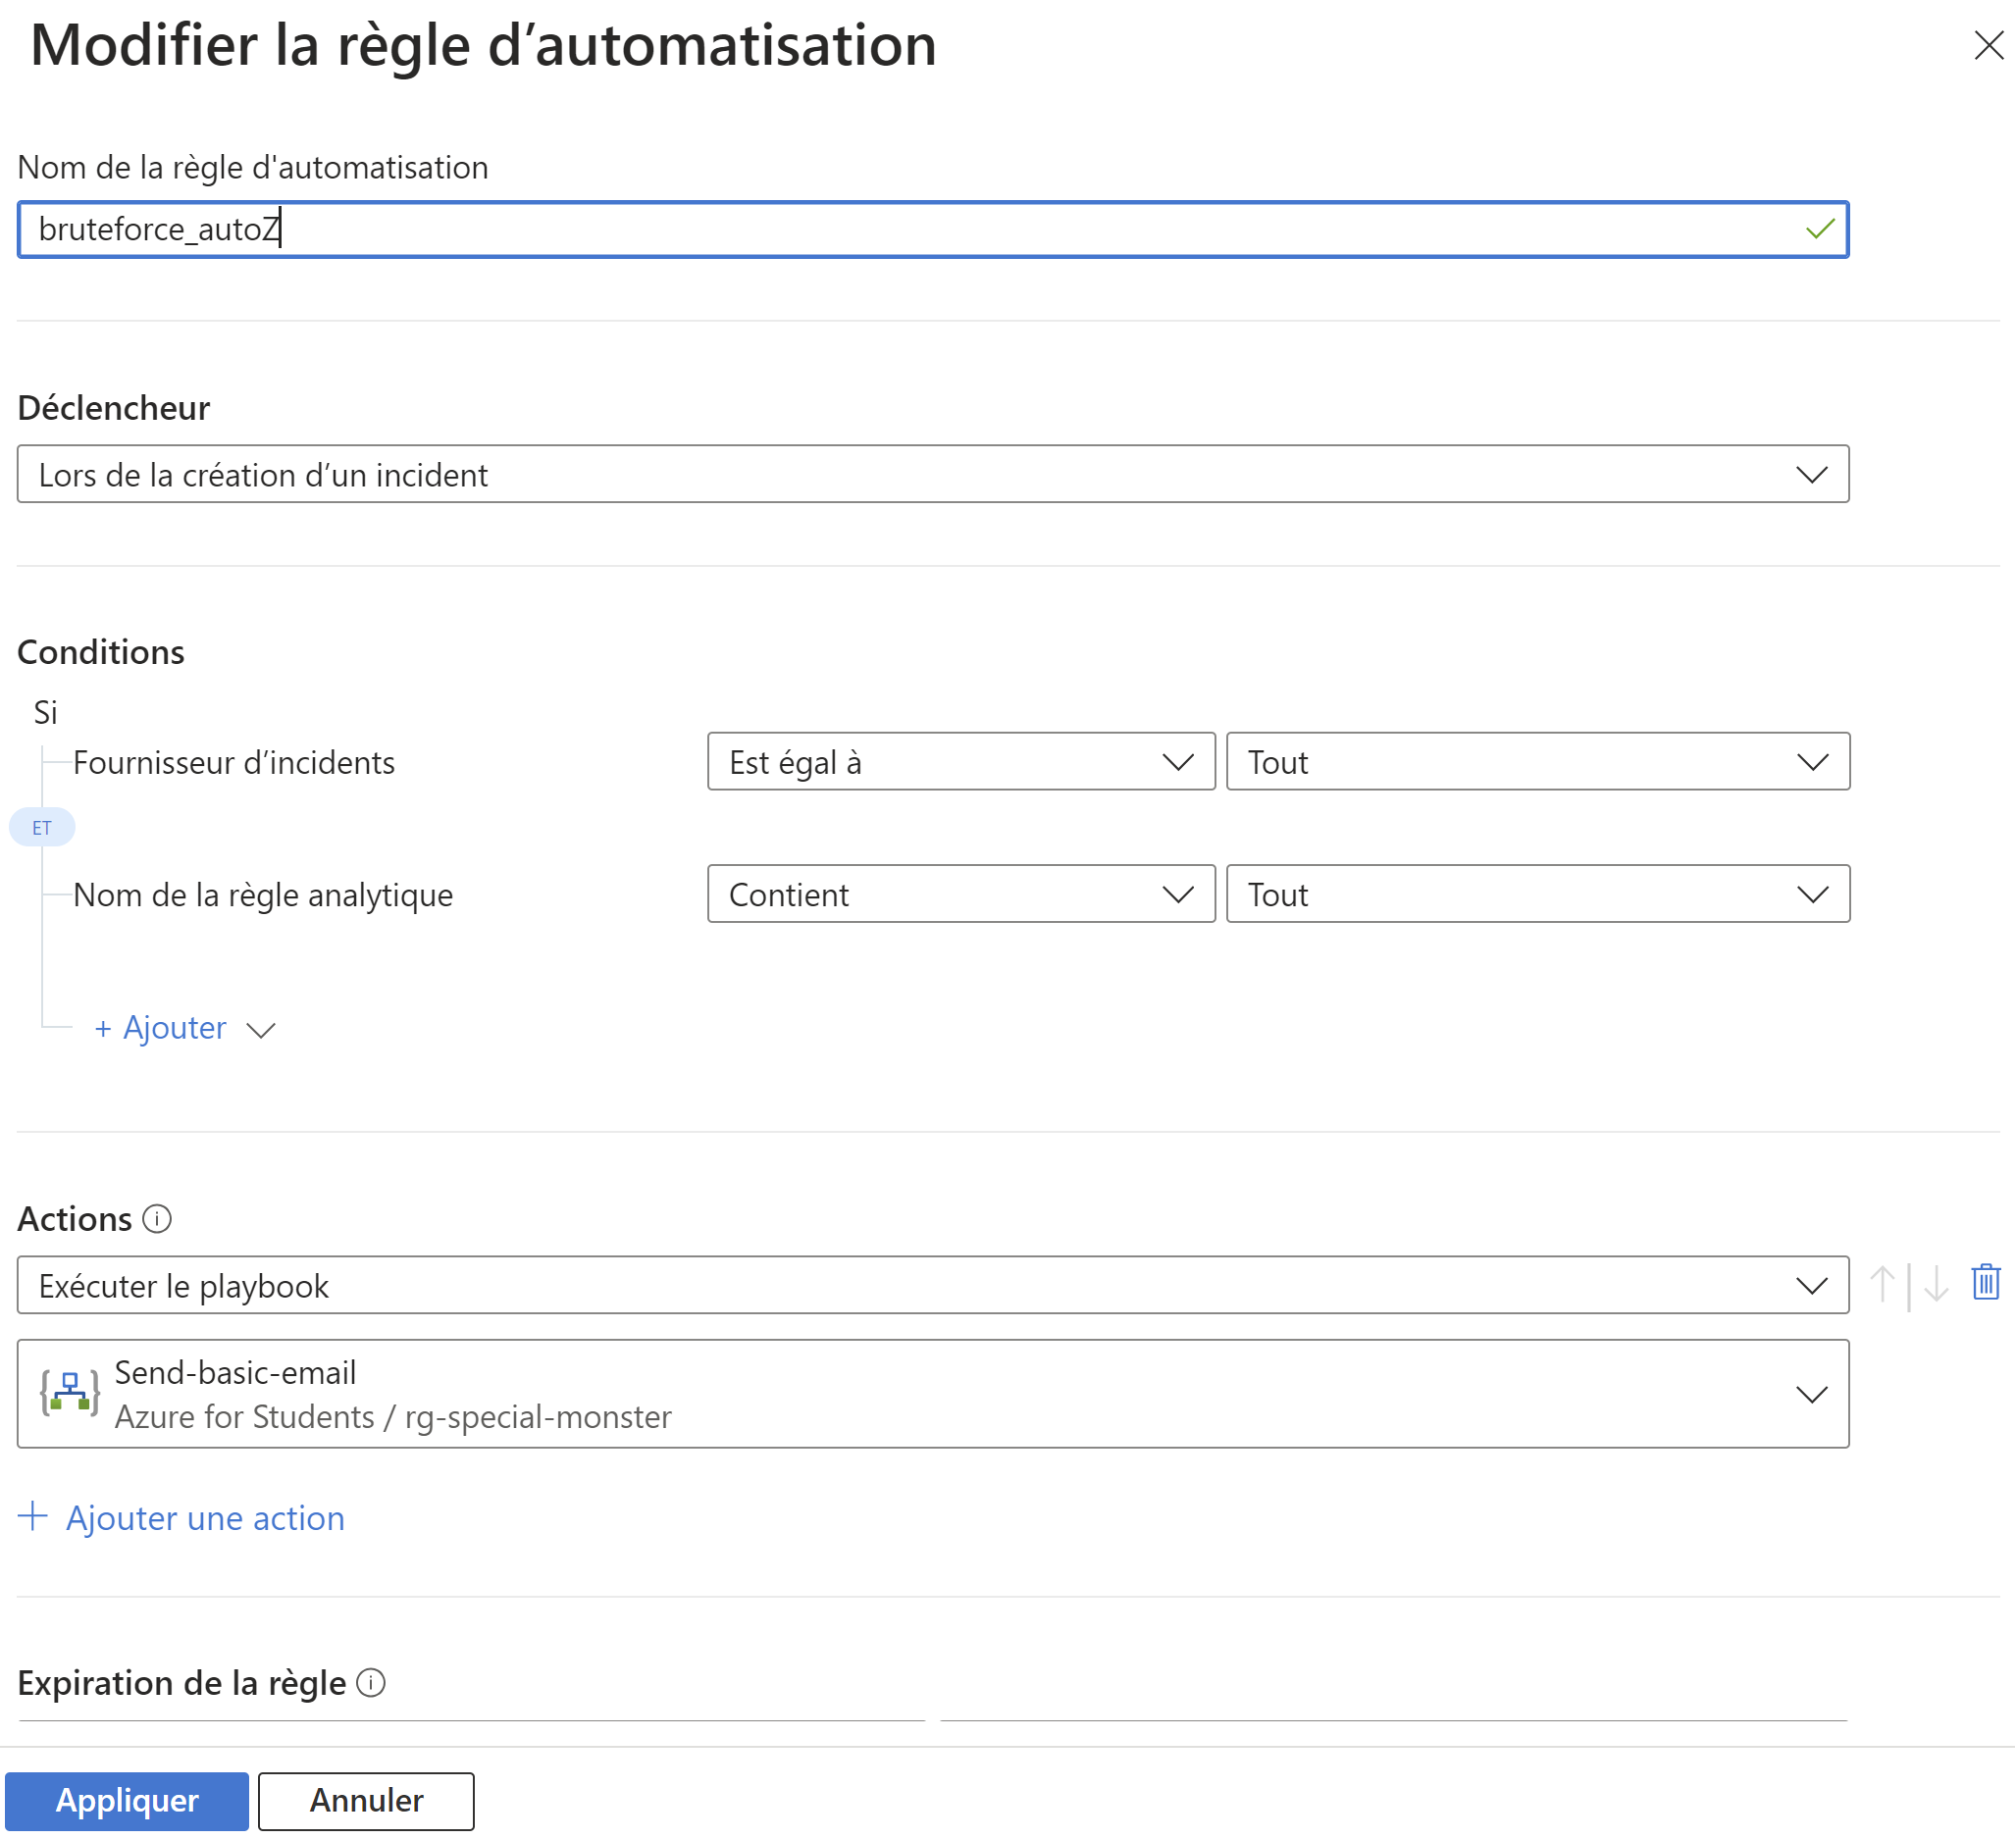 Modifier la règle d’automatisation
Nom de la règle d'automatisation
bruteforce_autoZ
Déclencheur
Lors de la création d’un incident
Conditions
Si
Fournisseur d’incidents
Est égal à
Tout
ET
Nom de la règle analytique
Contient
Tout
+ Ajouter
Actions
Exécuter le playbook
Send-basic-email
Azure for Students / rg-special-monster
+ Ajouter une action
Expiration de la règle
Appliquer
Annuler